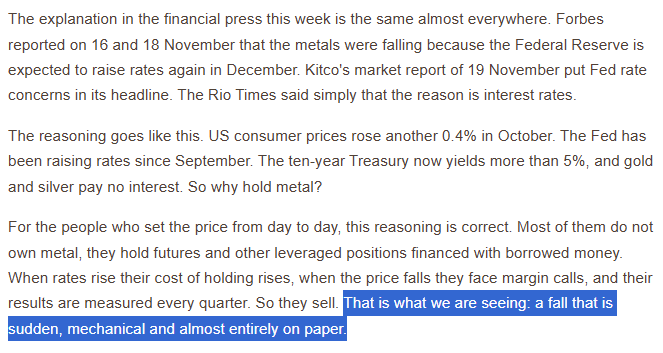 The explanation in the financial press this week is the same almost everywhere. Forbes
reported on 16 and 18 November that the metals were falling because the Federal Reserve is
expected to raise rates again in December. Kitco's market report of 19 November put Fed rate
concerns in its headline. The Rio Times said simply that the reason is interest rates.
The reasoning goes like this. US consumer prices rose another 0.4% in October. The Fed has
been raising rates since September. The ten-year Treasury now yields more than 5%, and gold
and silver pay no interest. So why hold metal?
For the people who set the price from day to day, this reasoning is correct. Most of them do not
own metal, they hold futures and other leveraged positions financed with borrowed money.
When rates rise their cost of holding rises, when the price falls they face margin calls, and their
results are measured every quarter. So they sell. That is what we are seeing: a fall that is
sudden, mechanical and almost entirely on paper.